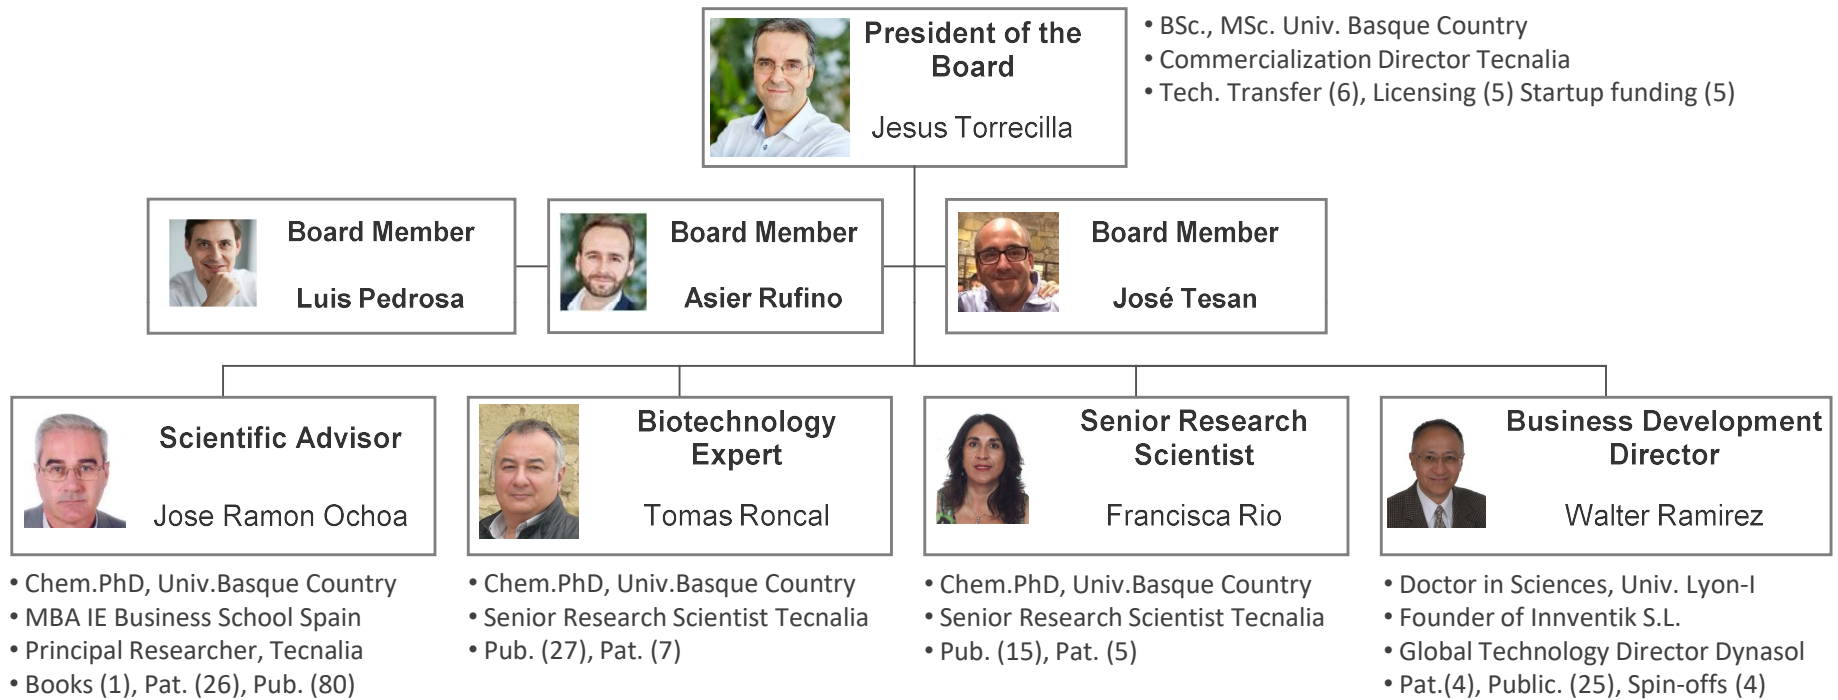 President of the
Board
Jesus Torrecilla
• BSc., MSc. Univ. Basque Country
• Commercialization Director Tecnalia
• Tech. Transfer (6), Licensing (5) Startup funding (5)
Board Member
Luis Pedrosa
Board Member
Asier Rufino
Board Member
José Tesan
Scientific Advisor
Jose Ramon Ochoa
• Chem.PhD, Univ.Basque Country
• MBA IE Business School Spain
• Principal Researcher, Tecnalia
• Books (1), Pat. (26), Pub. (80)
Biotechnology
Expert
Tomas Roncal
• Chem.PhD, Univ.Basque Country
• Senior Research Scientist Tecnalia
• Pub. (27), Pat. (7)
Senior Research
Scientist
Francisca Rio
• Chem.PhD, Univ.Basque Country
• Senior Research Scientist Tecnalia
• Pub. (15), Pat. (5)
Business Development
Director
Walter Ramirez
• Doctor in Sciences, Univ. Lyon-I
• Founder of Innventik S.L.
• Global Technology Director Dynasol
• Pat.(4), Public. (25), Spin-offs (4)